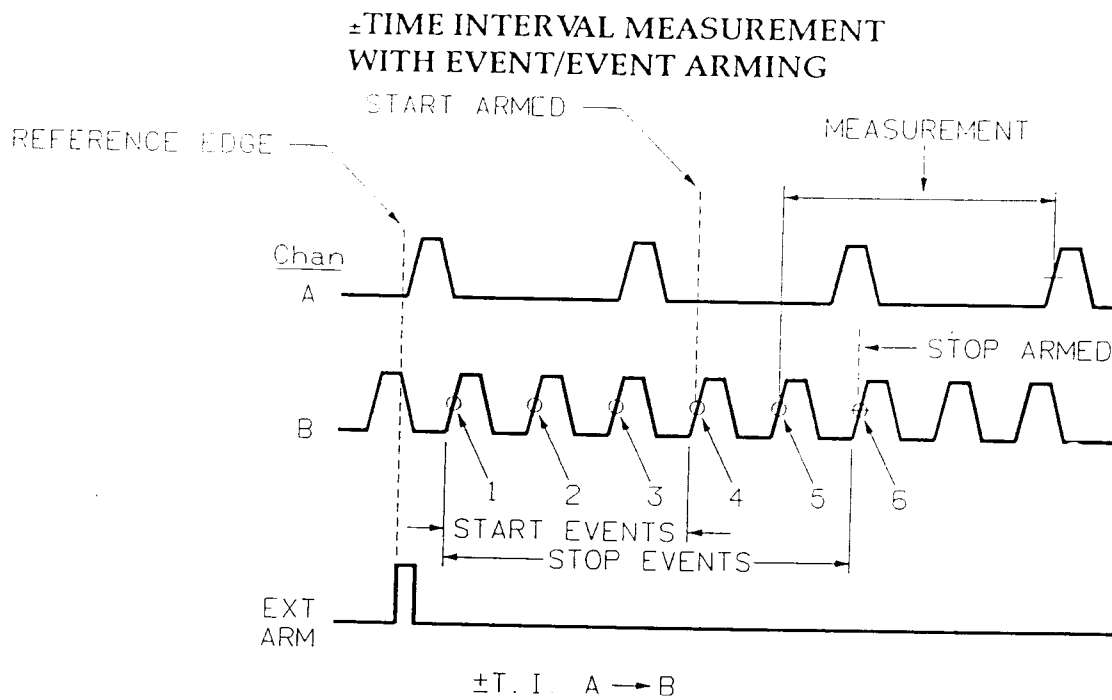 ±TIME INTERVAL MEASUREMENT
WITH EVENT/EVENT ARMING
START ARMED
MEASUREMENT
REFERENCE EDGE
Chan
A
STOP ARMED
B
1 2 3 4 5 6
START EVENTS
STOP EVENTS
EXT
ARM
±T. I. A → B